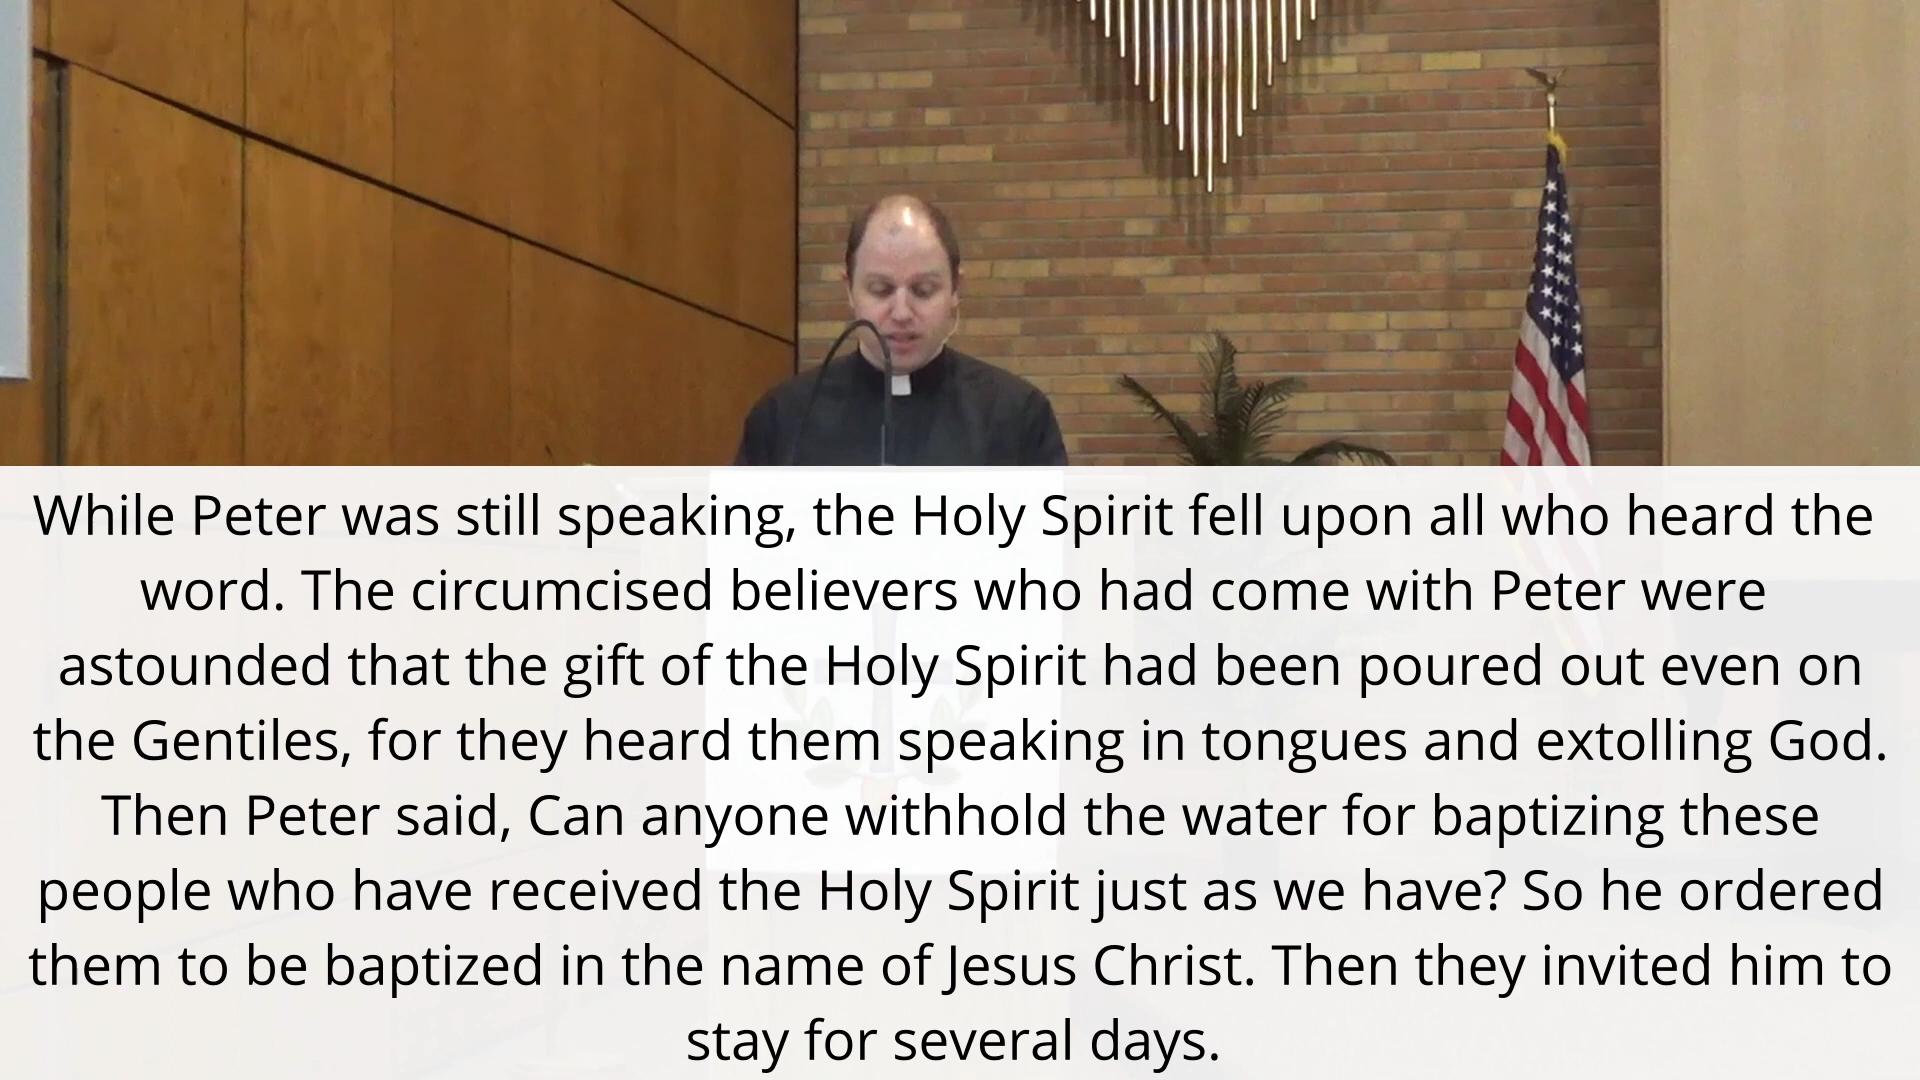 While Peter was still speaking, the Holy Spirit fell upon all who heard the
word. The circumcised believers who had come with Peter were
astounded that the gift of the Holy Spirit had been poured out even on
the Gentiles, for they heard them speaking in tongues and extolling God.
Then Peter said, Can anyone withhold the water for baptizing these
people who have received the Holy Spirit just as we have? So he ordered
them to be baptized in the name of Jesus Christ. Then they invited him to
stay for several days.